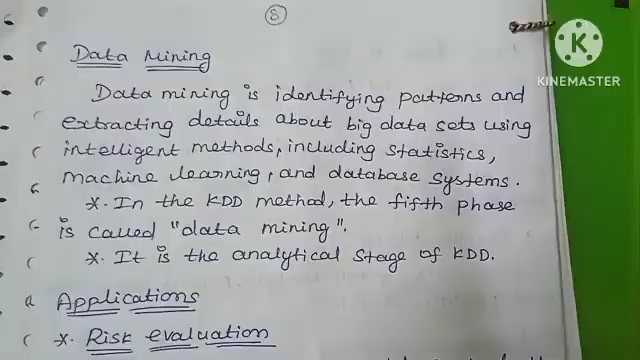 8
K
KINEMASTER
Data Mining
Data mining is identifying patterns and
extracting details about big data sets using
intelligent methods, including statistics,
machine learning, and database systems.
*. In the KDD method, the fifth phase
is called "data mining".
*. It is the analytical stage of KDD.
Applications
*. Risk evaluation